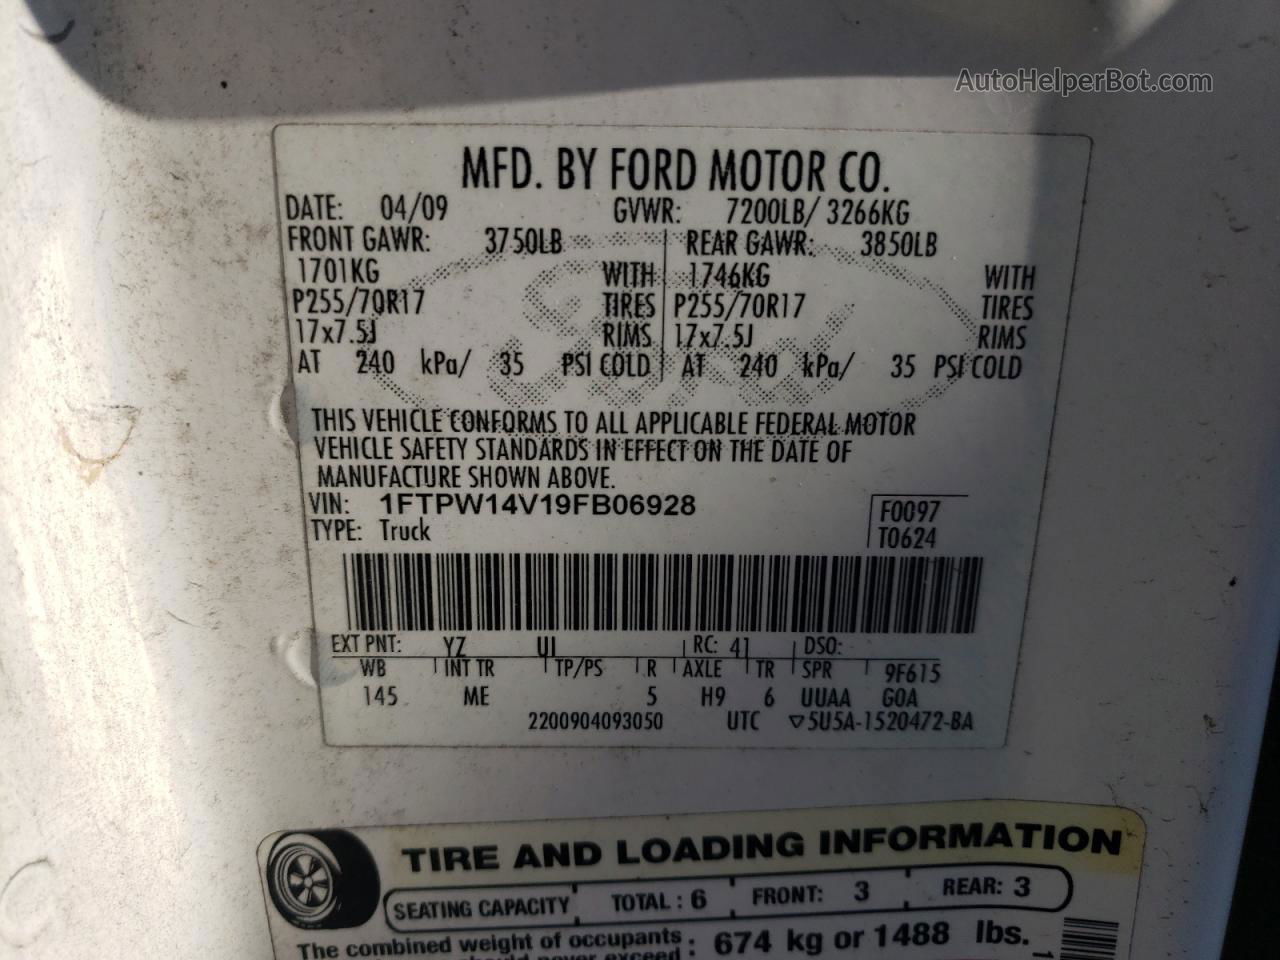 AutoHelperBot.com
MFD. BY FORD MOTOR CO.
DATE: 04/09 GVWR: 7200LB/ 3266KG
FRONT GAWR: 3750LB REAR GAWR: 3850LB
1701KG WITH 1746KG WITH
P255/70R17 TIRES P255/70R17 TIRES
17x7.5J RIMS 17x7.5J RIMS
AT 240 kPa/ 35 PSI COLD AT 240 kPa/ 35 PSI COLD
THIS VEHICLE CONFORMS TO ALL APPLICABLE FEDERAL MOTOR
VEHICLE SAFETY STANDARDS IN EFFECT ON THE DATE OF
MANUFACTURE SHOWN ABOVE.
VIN: 1FTPW14V19FB06928 F0097
TYPE: Truck T0624
EXT PNT: YZ UI RC: 41 DSO:
WB INT TR TP/PS R AXLE TR SPR 9F615
145 ME 5 H9 6 UUAA GOA
2200904093050 UTC ▽5U5A-1520472-BA
TIRE AND LOADING INFORMATION
SEATING CAPACITY TOTAL : 6 FRONT: 3 REAR: 3
The combined weight of occupants : 674 kg or 1488 lbs.